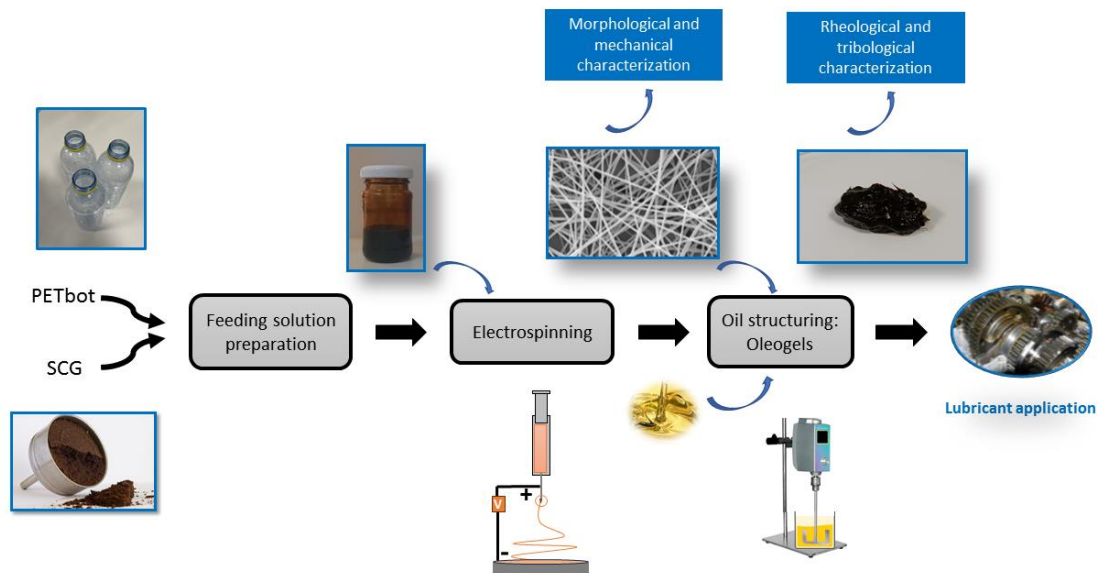 Morphological and
mechanical
characterization
Rheological and
tribological
characterization
PETbot
SCG
Feeding solution
preparation
Electrospinning
Oil structuring:
Oleogels
Lubricant application
V
+
-